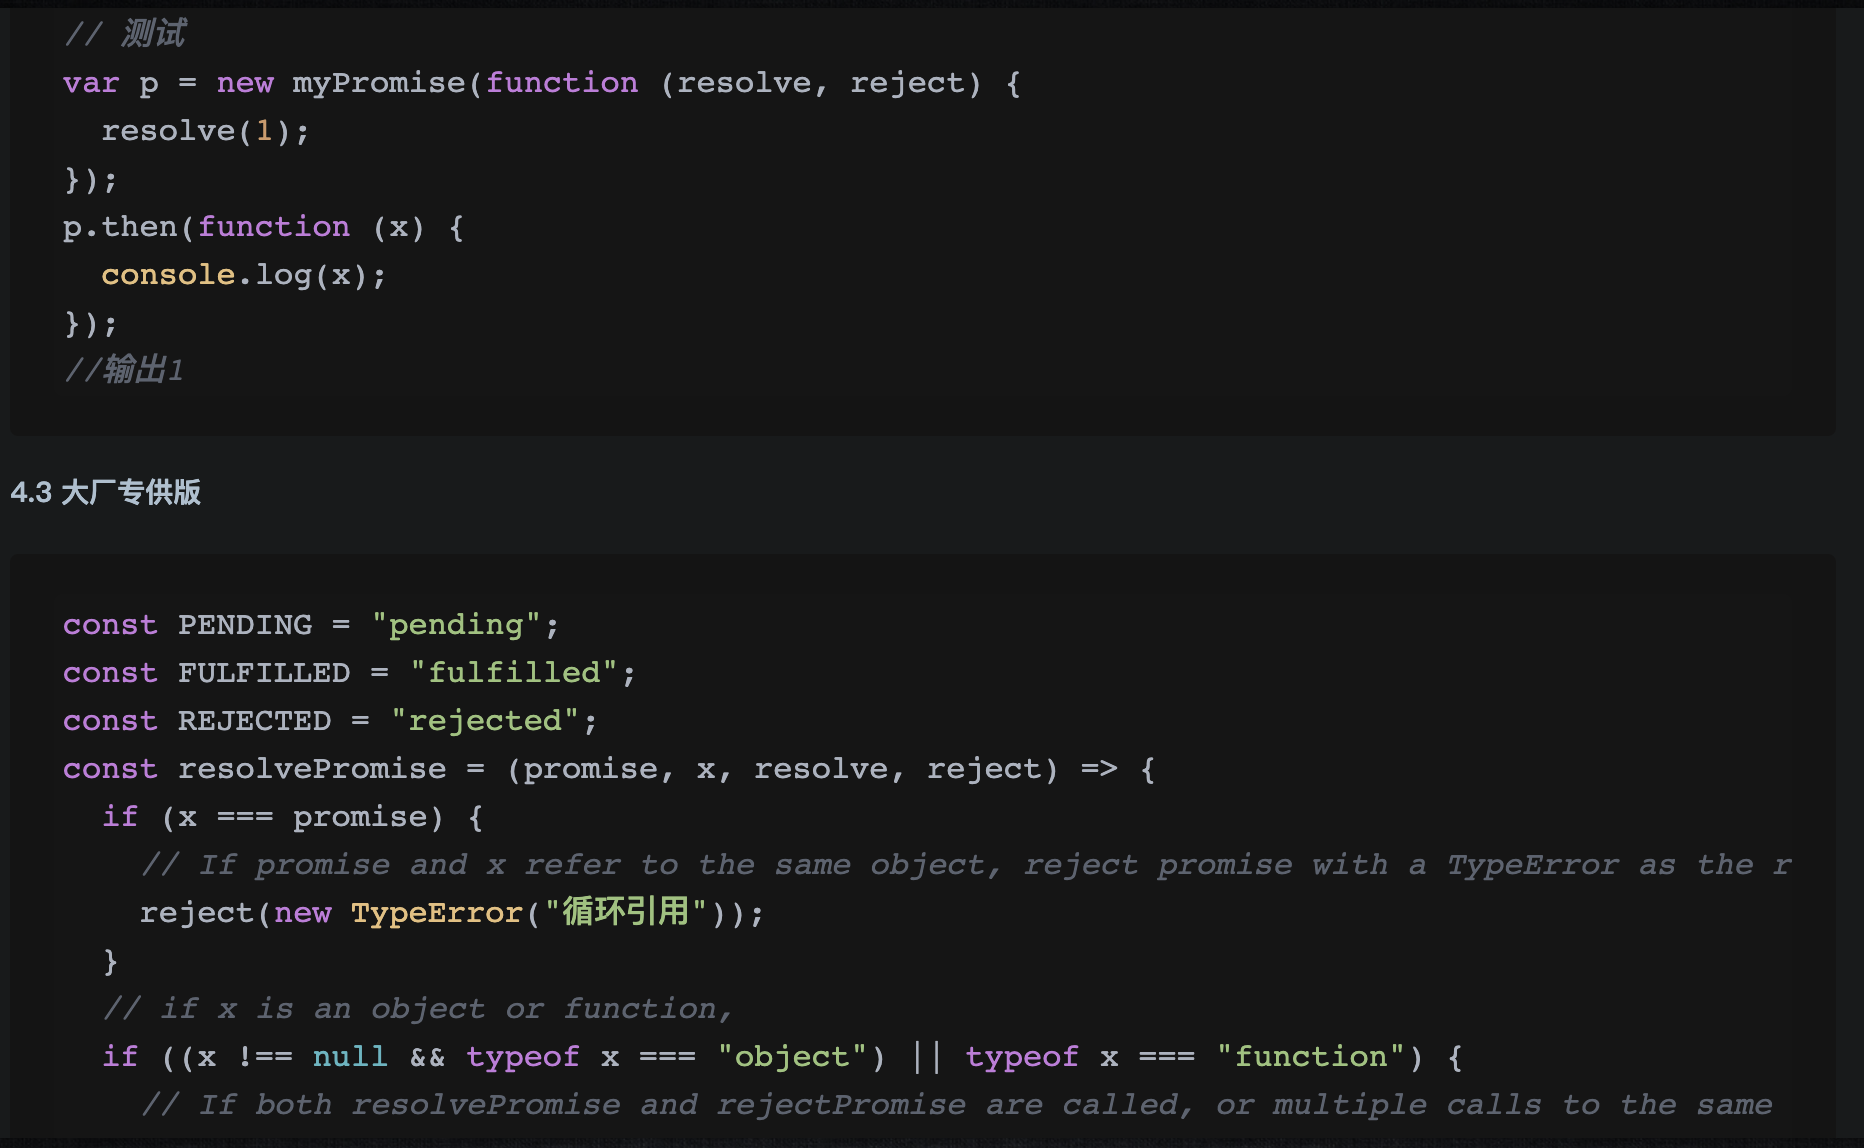 // 测试
var p = new myPromise(function (resolve, reject) {
  resolve(1);
});
p.then(function (x) {
  console.log(x);
});
//输出1
4.3 大厂专供版
const PENDING = "pending";
const FULFILLED = "fulfilled";
const REJECTED = "rejected";
const resolvePromise = (promise, x, resolve, reject) => {
  if (x === promise) {
    // If promise and x refer to the same object, reject promise with a TypeError as the r
    reject(new TypeError("循环引用"));
  }
  // if x is an object or function,
  if ((x !== null && typeof x === "object") || typeof x === "function") {
    // If both resolvePromise and rejectPromise are called, or multiple calls to the same